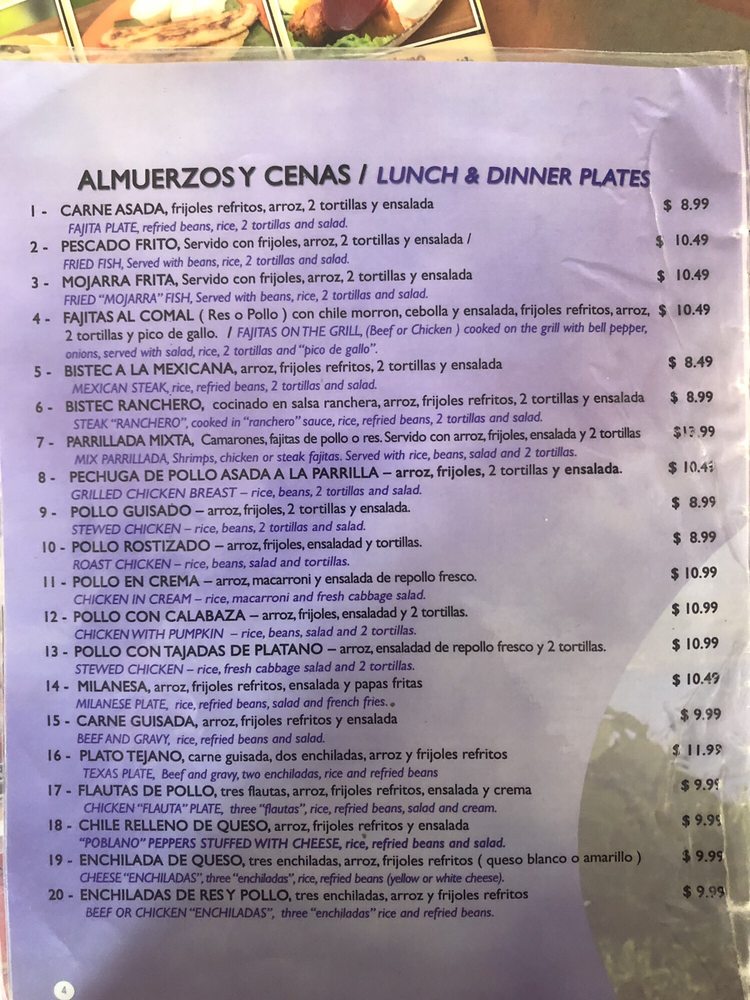 ALMUERZOS Y CENAS / LUNCH & DINNER PLATES
1 - CARNE ASADA, frijoles refritos, arroz, 2 tortillas y ensalada $ 8.99
FAJITA PLATE, refried beans, rice, 2 tortillas and salad.
2 - PESCADO FRITO, Servido con frijoles, arroz, 2 tortillas y ensalada / $ 10.49
FRIED FISH, Served with beans, rice, 2 tortillas and salad.
3 - MOJARRA FRITA, Servido con frijoles, arroz, 2 tortillas y ensalada $ 10.49
FRIED "MOJARRA" FISH, Served with beans, rice, 2 tortillas and salad.
4 - FAJITAS AL COMAL ( Res o Pollo ) con chile morron, cebolla y ensalada, frijoles refritos, arroz, $ 10.49
2 tortillas y pico de gallo. / FAJITAS ON THE GRILL, (Beef or Chicken ) cooked on the grill with bell pepper,
onions, served with salad, rice, 2 tortillas and "pico de gallo".
5 - BISTEC A LA MEXICANA, arroz, frijoles refritos, 2 tortillas y ensalada $ 8.49
MEXICAN STEAK, rice, refried beans, 2 tortillas and salad.
6 - BISTEC RANCHERO, cocinado en salsa ranchera, arroz, frijoles refritos, 2 tortillas y ensalada $ 8.99
STEAK "RANCHERO", cooked in "ranchero" sauce, rice, refried beans, 2 tortillas and salad.
7 - PARRILLADA MIXTA, Camarones, fajitas de pollo o res. Servido con arroz, frijoles, ensalada y 2 tortillas
MIX PARRILLADA, Shrimps, chicken or steak fajitas. Served with rice, beans, salad and 2 tortillas.
8 - PECHUGA DE POLLO ASADA A LA PARRILLA – arroz, frijoles, 2 tortillas y ensalada. $ 10.49
GRILLED CHICKEN BREAST – rice, beans, 2 tortillas and salad.
9 - POLLO GUISADO – arroz, frijoles, 2 tortillas y ensalada. $ 8.99
STEWED CHICKEN – rice, beans, 2 tortillas and salad.
10 - POLLO ROSTIZADO – arroz, frijoles, ensaladad y tortillas. $ 8.99
ROAST CHICKEN – rice, beans, salad and tortillas.
11 - POLLO EN CREMA – arroz, macarroni y ensalada de repollo fresco. $ 10.99
CHICKEN IN CREAM – rice, macarroni and fresh cabbage salad.
12 - POLLO CON CALABAZA – arroz, frijoles, ensaladad y 2 tortillas. $ 10.99
CHICKEN WITH PUMPKIN – rice, beans, salad and 2 tortillas.
13 - POLLO CON TAJADAS DE PLATANO – arroz, ensaladad de repollo fresco y 2 tortillas. $ 10.99
STEWED CHICKEN – rice, fresh cabbage salad and 2 tortillas.
14 - MILANESA, arroz, frijoles refritos, ensalada y papas fritas $ 10.49
MILANESE PLATE, rice, refried beans, salad and french fries.
15 - CARNE GUISADA, arroz, frijoles refritos y ensalada $ 9.99
BEEF AND GRAVY, rice, refried beans and salad.
16 - PLATO TEJANO, carne guisada, dos enchiladas, arroz y frijoles refritos $ 11.99
TEXAS PLATE, Beef and gravy, two enchiladas, rice and refried beans
17 - FLAUTAS DE POLLO, tres flautas, arroz, frijoles refritos, ensalada y crema $ 9.99
CHICKEN "FLAUTA" PLATE, three "flautas", rice, refried beans, salad and cream.
18 - CHILE RELLENO DE QUESO, arroz, frijoles refritos y ensalada $ 9.99
"POBLANO" PEPPERS STUFFED WITH CHEESE, rice, refried beans and salad.
19 - ENCHILADA DE QUESO, tres enchiladas, arroz, frijoles refritos ( queso blanco o amarillo ) $ 9.99
CHEESE "ENCHILADAS", three "enchiladas", rice, refried beans (yellow or white cheese).
20 - ENCHILADAS DE RES Y POLLO, tres enchiladas, arroz y frijoles refritos $ 9.99
BEEF OR CHICKEN "ENCHILADAS", three "enchiladas" rice and refried beans.
4